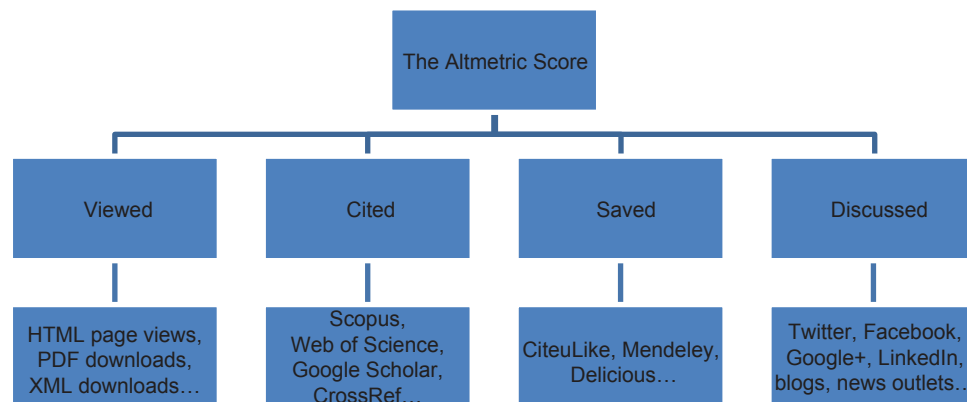 The Altmetric Score
Viewed
Cited
Saved
Discussed
HTML page views,
PDF downloads,
XML downloads…
Scopus,
Web of Science,
Google Scholar,
CrossRef…
CiteuLike, Mendeley,
Delicious…
Twitter, Facebook,
Google+, LinkedIn,
blogs, news outlets…